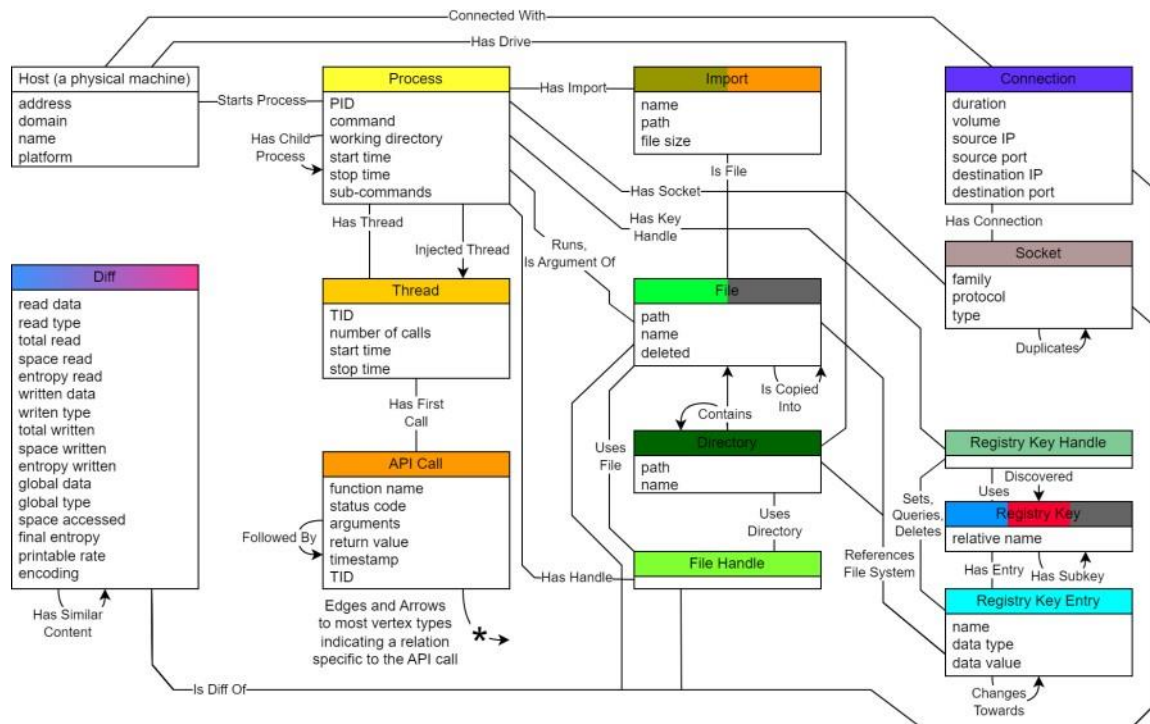 Connected With
Has Drive
Host (a physical machine)
address
domain
name
platform
Starts Process
Process
PID
command
working directory
start time
stop time
sub-commands
Has Child
Process
Has Import
Import
name
path
file size
Is File
Connection
duration
volume
source IP
source port
destination IP
destination port
Has Connection
Has Socket
Has Key
Handle
Has Thread
Injected Thread
Runs,
Is Argument Of
Socket
family
protocol
type
Duplicates
Diff
read data
read type
total read
space read
entropy read
written data
writen type
total written
space written
entropy written
global data
global type
space accessed
final entropy
printable rate
encoding
Has Similar
Content
Thread
TID
number of calls
start time
stop time
Has First
Call
File
path
name
deleted
Is Copied
Into
Contains
Uses
File
Directory
path
name
Uses
Directory
File Handle
Has Handle
API Call
function name
status code
arguments
return value
timestamp
TID
Followed By
Edges and Arrows
to most vertex types
indicating a relation
specific to the API call
*
References
File System
Registry Key Handle
Sets,
Queries,
Deletes
Uses
Discovered
Registry Key
relative name
Has Entry
Has Subkey
Registry Key Entry
name
data type
data value
Changes
Towards
Is Diff Of